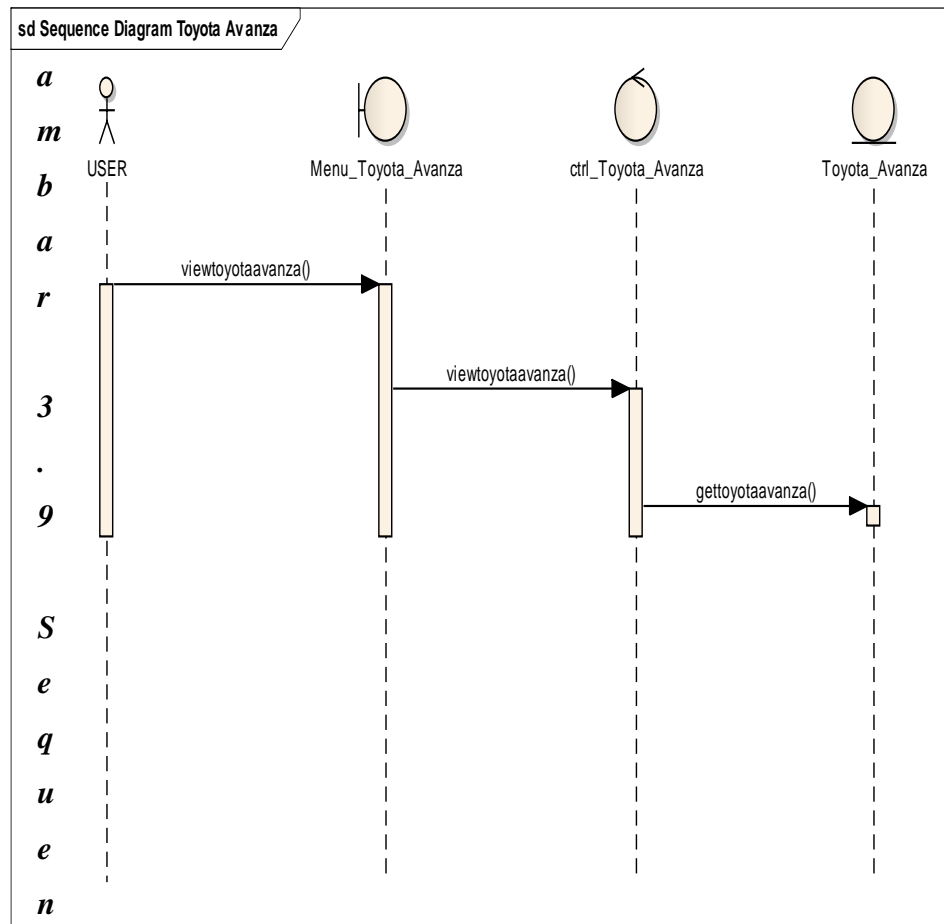 sd Sequence Diagram Toyota Avanza
a
m
b
a
r
3
.
9
S
e
q
u
e
n
USER
Menu_Toyota_Avanza
ctrl_Toyota_Avanza
Toyota_Avanza
viewtoyotaavanza()
viewtoyotaavanza()
gettoyotaavanza()